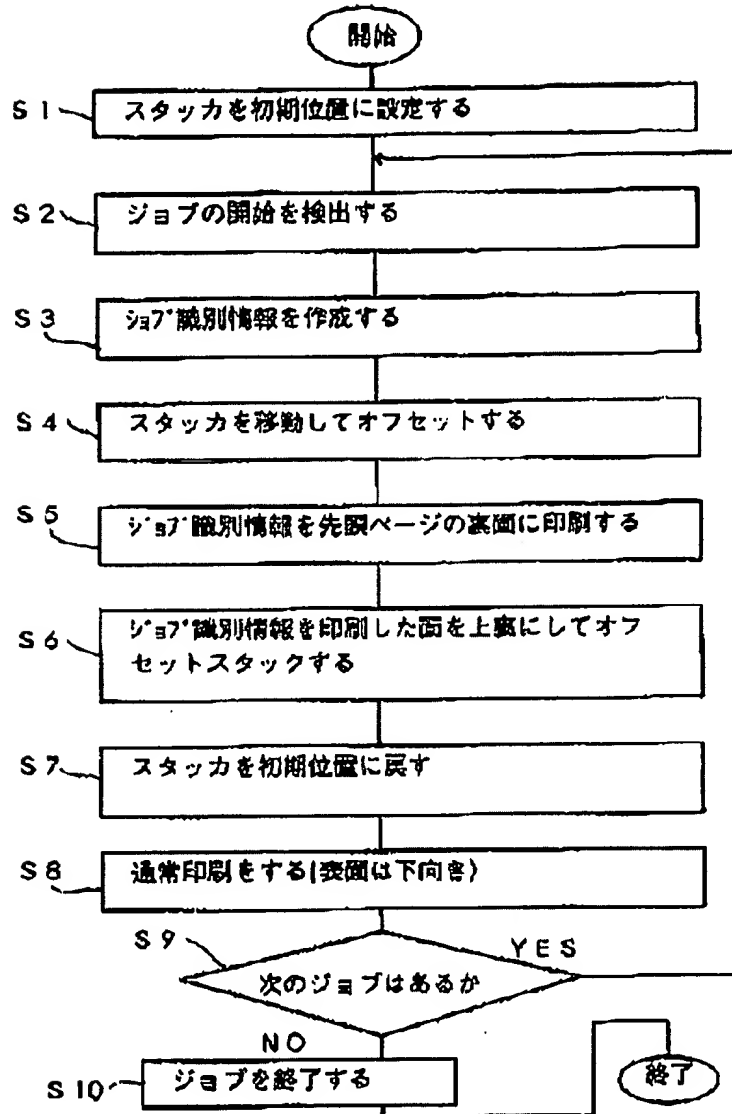 開始
S1 スタッカを初期位置に設定する
S2 ジョブの開始を検出する
S3 ジョブ識別情報を作成する
S4 スタッカを移動してオフセットする
S5 ジョブ識別情報を先頭ページの裏面に印刷する
S6 ジョブ識別情報を印刷した面を上裏にしてオフ
セットスタックする
S7 スタッカを初期位置に戻す
S8 通常印刷をする(表面は下向き)
S9 次のジョブはあるか
YES
NO
S10 ジョブを終了する
終了